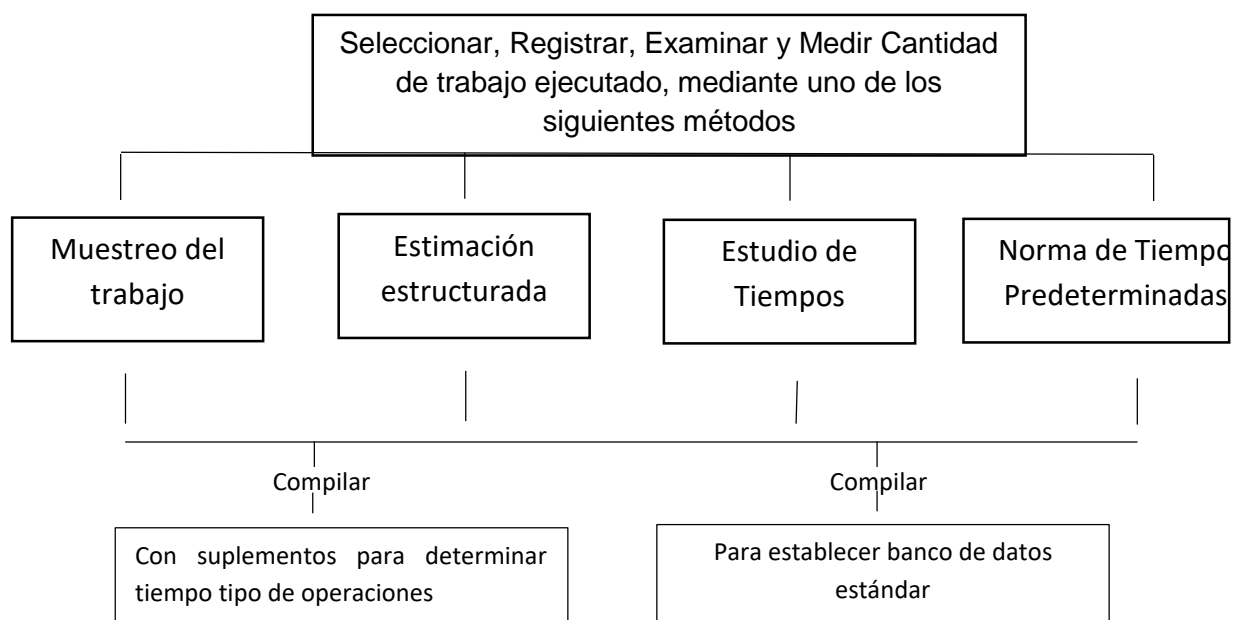 Seleccionar, Registrar, Examinar y Medir Cantidad
de trabajo ejecutado, mediante uno de los
siguientes métodos
Muestreo del
trabajo
Estimación
estructurada
Estudio de
Tiempos
Norma de Tiempo
Predeterminadas
Compilar
Compilar
Con suplementos para determinar
tiempo tipo de operaciones
Para establecer banco de datos
estándar